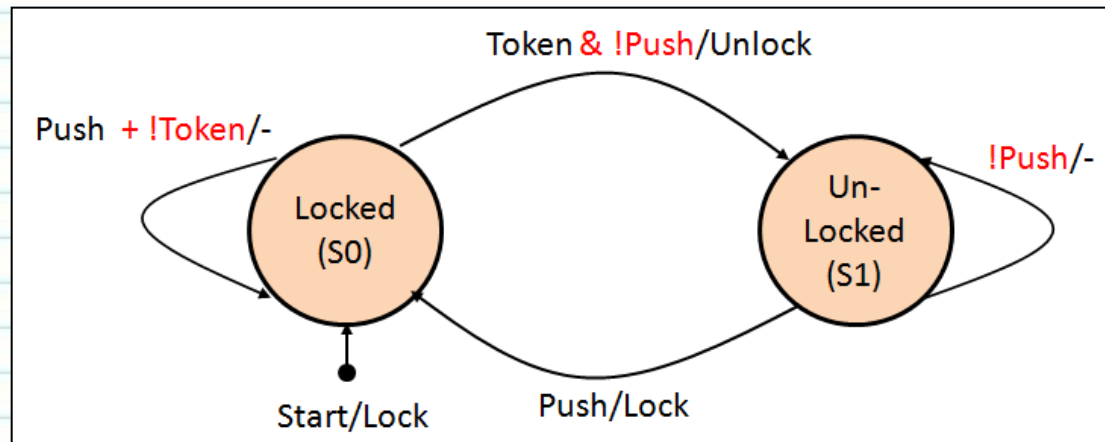 Token & !Push/Unlock
Push + !Token/-
!Push/-
Locked
(S0)
Un-
Locked
(S1)
Start/Lock
Push/Lock